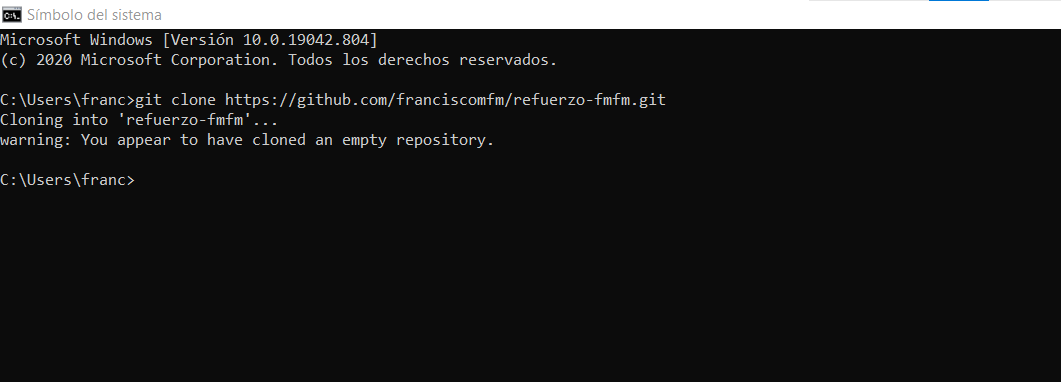 Símbolo del sistema
Microsoft Windows [Versión 10.0.19042.804]
(c) 2020 Microsoft Corporation. Todos los derechos reservados.
C:\Users\franc>git clone https://github.com/franciscomfm/refuerzo-fmfm.git
Cloning into 'refuerzo-fmfm'...
warning: You appear to have cloned an empty repository.
C:\Users\franc>